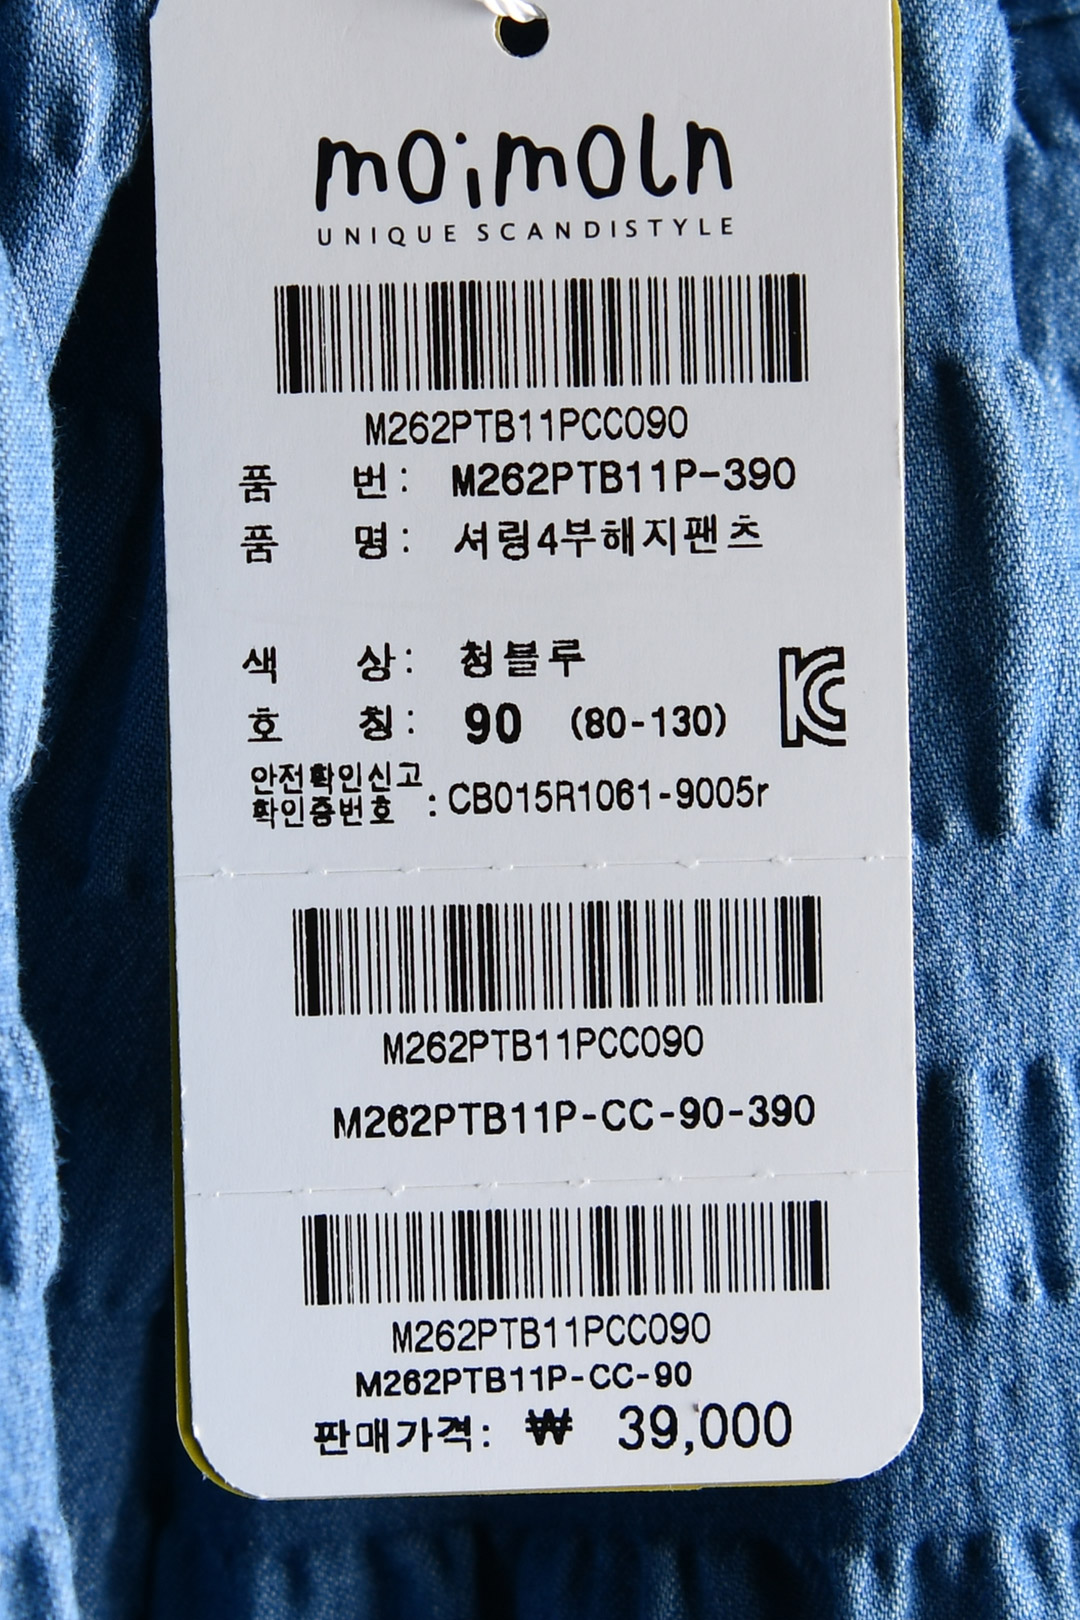 moimoln
UNIQUE SCANDISTYLE
M262PTB11PCC090
품 번: M262PTB11P-390
품 명: 셔링4부해지팬츠
색 상: 청블루
호 칭: 90 (80-130)
안전확인신고
확인증번호 : CB015R1061-9005r
M262PTB11PCC090
M262PTB11P-CC-90-390
M262PTB11PCC090
M262PTB11P-CC-90
판매가격: ₩ 39,000